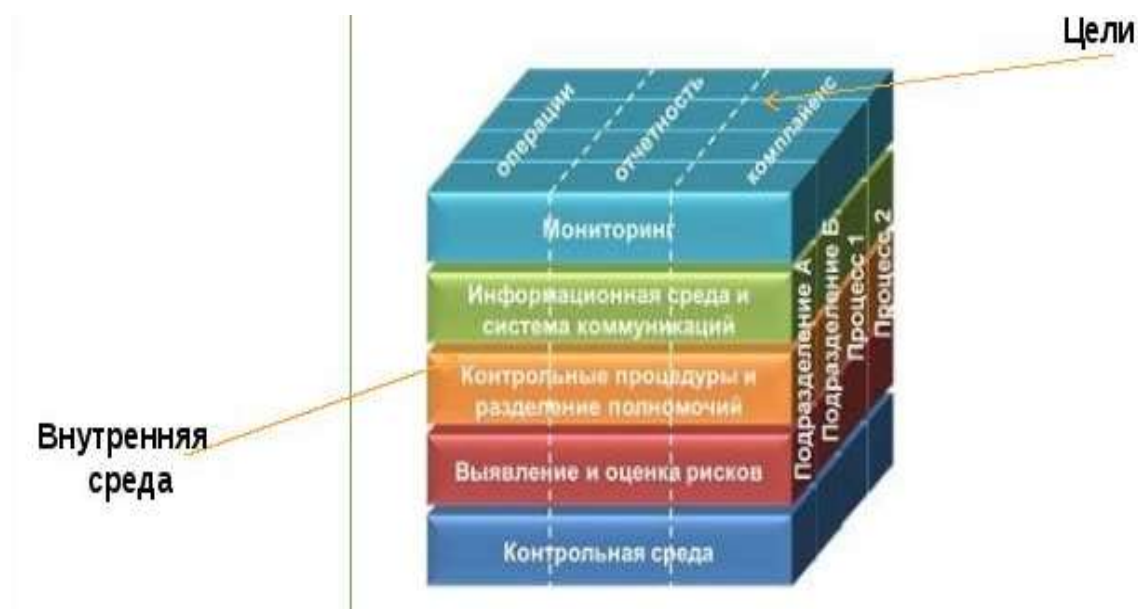 Цели
операции
отчетность
комплайенс
Мониторинг
Информационная среда и
система коммуникаций
Контрольные процедуры и
разделение полномочий
Выявление и оценка рисков
Контрольная среда
Подразделение А
Подразделение Б
Процесс 1
Процесс 2
Внутренняя
среда